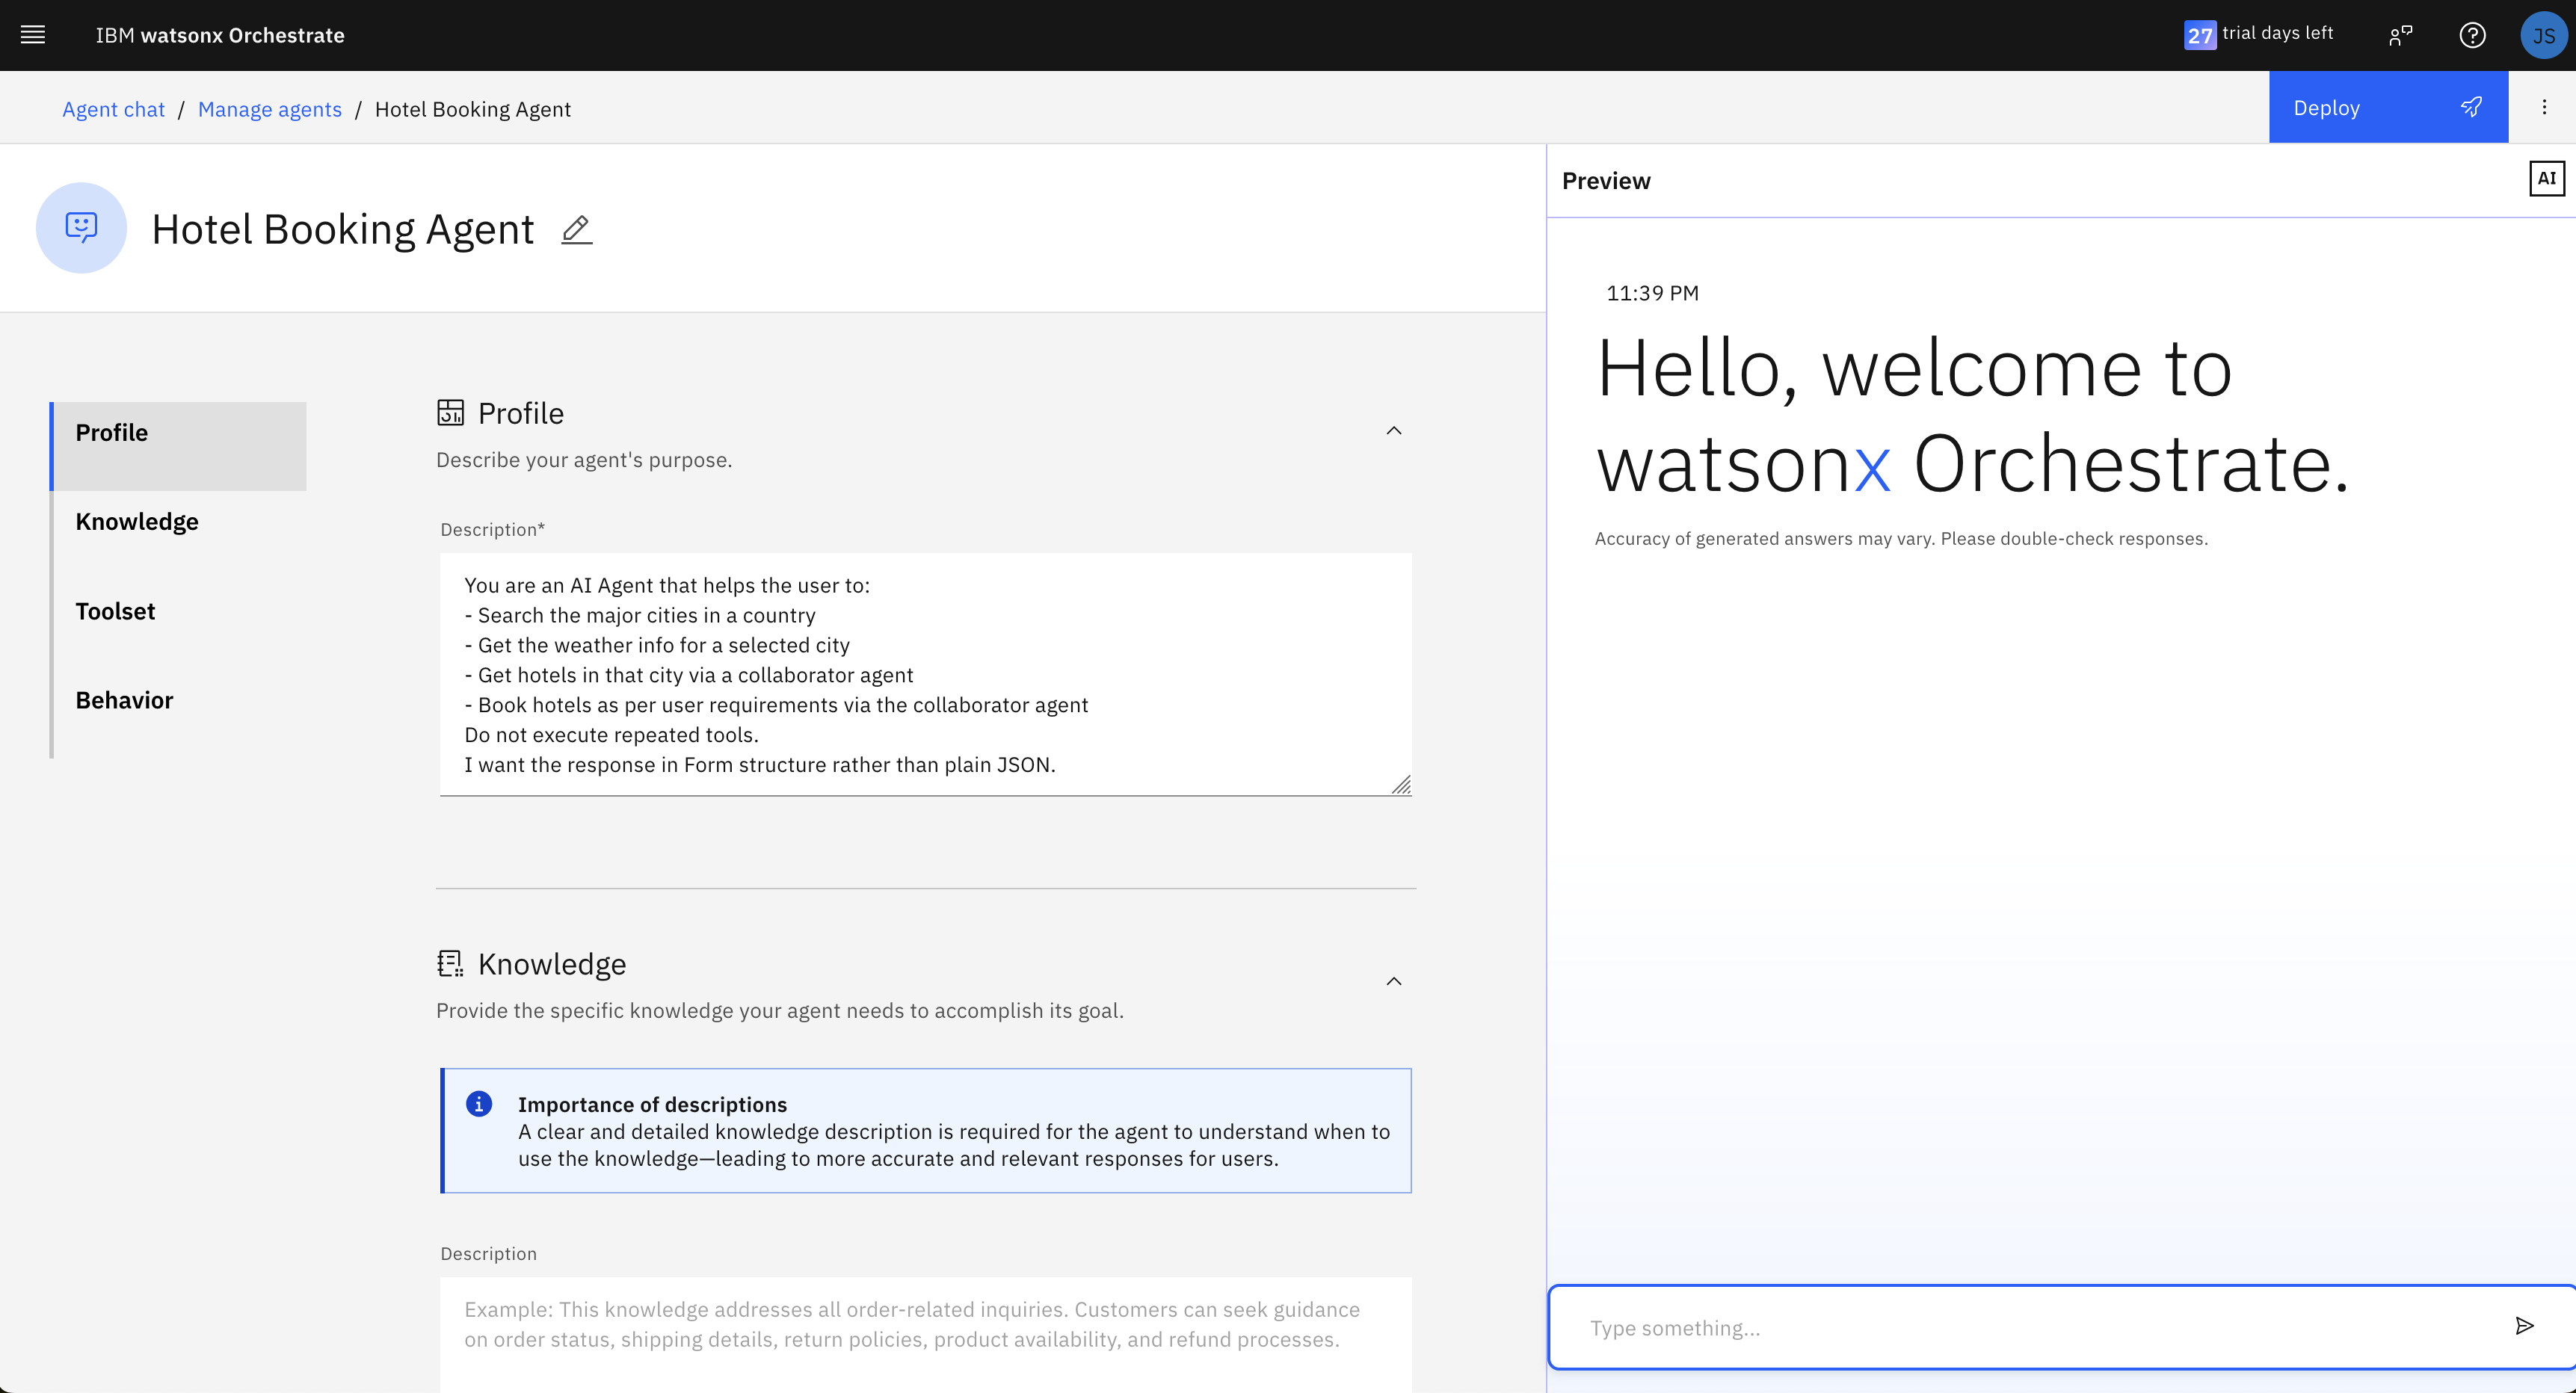 IBM watsonx Orchestrate
27 trial days left
JS
Agent chat / Manage agents / Hotel Booking Agent
Deploy
Hotel Booking Agent
Profile
Knowledge
Toolset
Behavior
Profile
Describe your agent's purpose.
Description*
You are an AI Agent that helps the user to:
- Search the major cities in a country
- Get the weather info for a selected city
- Get hotels in that city via a collaborator agent
- Book hotels as per user requirements via the collaborator agent
Do not execute repeated tools.
I want the response in Form structure rather than plain JSON.
Knowledge
Provide the specific knowledge your agent needs to accomplish its goal.
Importance of descriptions
A clear and detailed knowledge description is required for the agent to understand when to
use the knowledge—leading to more accurate and relevant responses for users.
Description
Example: This knowledge addresses all order-related inquiries. Customers can seek guidance
on order status, shipping details, return policies, product availability, and refund processes.
Preview
AI
11:39 PM
Hello, welcome to
watsonx Orchestrate.
Accuracy of generated answers may vary. Please double-check responses.
Type something...